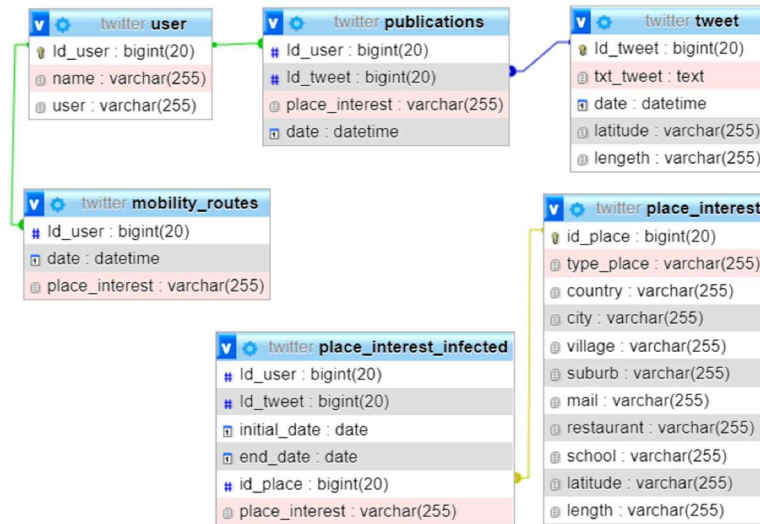 v twitter user
Id_user : bigint(20)
name : varchar(255)
user : varchar(255)
v twitter publications
Id_user : bigint(20)
Id_tweet : bigint(20)
place_interest : varchar(255)
date : datetime
v twitter tweet
Id_tweet : bigint(20)
txt_tweet : text
date : datetime
latitude : varchar(255)
lengeth : varchar(255)
v twitter mobility_routes
Id_user : bigint(20)
date : datetime
place_interest : varchar(255)
v twitter place_interest
id_place : bigint(20)
type_place : varchar(255)
country : varchar(255)
city : varchar(255)
village : varchar(255)
suburb : varchar(255)
mail : varchar(255)
restaurant : varchar(255)
school : varchar(255)
latitude : varchar(255)
length : varchar(255)
v twitter place_interest_infected
Id_user : bigint(20)
Id_tweet : bigint(20)
initial_date : date
end_date : date
id_place : bigint(20)
place_interest : varchar(255)